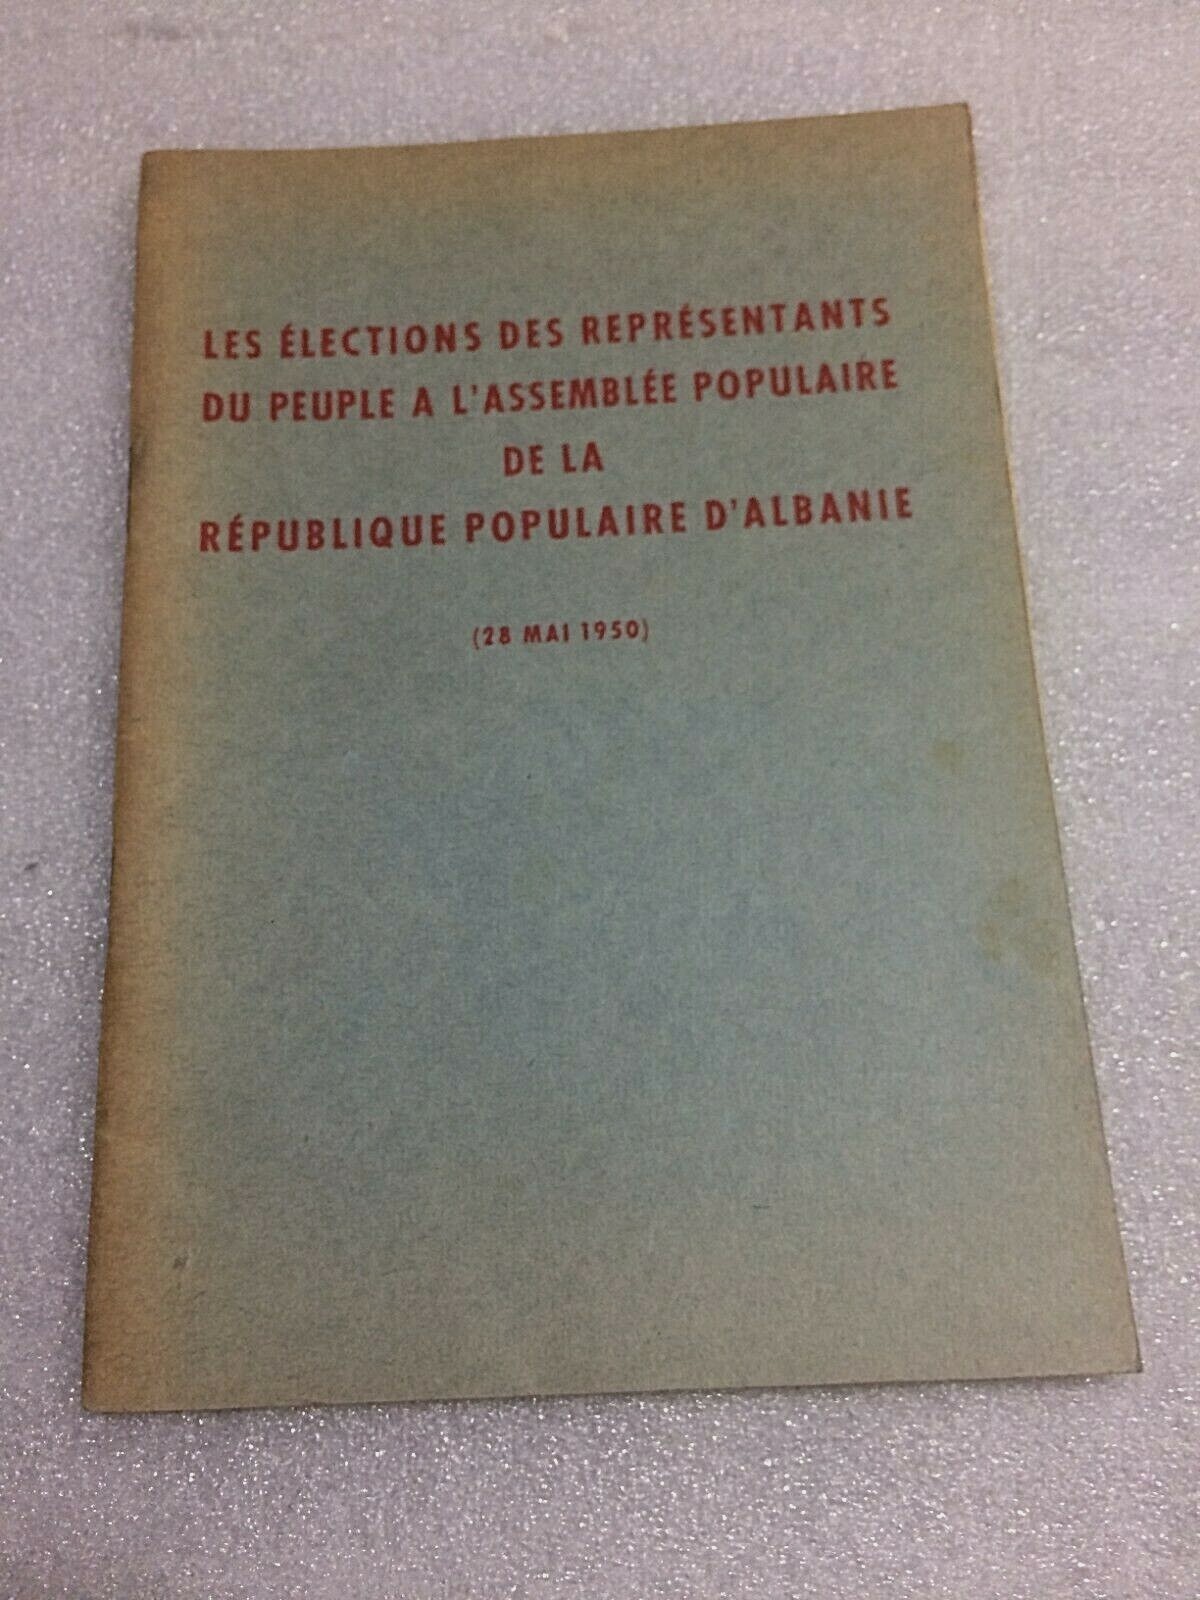 LES ÉLECTIONS DES REPRÉSENTANTS
DU PEUPLE A L'ASSEMBLÉE POPULAIRE
DE LA
RÉPUBLIQUE POPULAIRE D'ALBANIE
(28 MAI 1950)